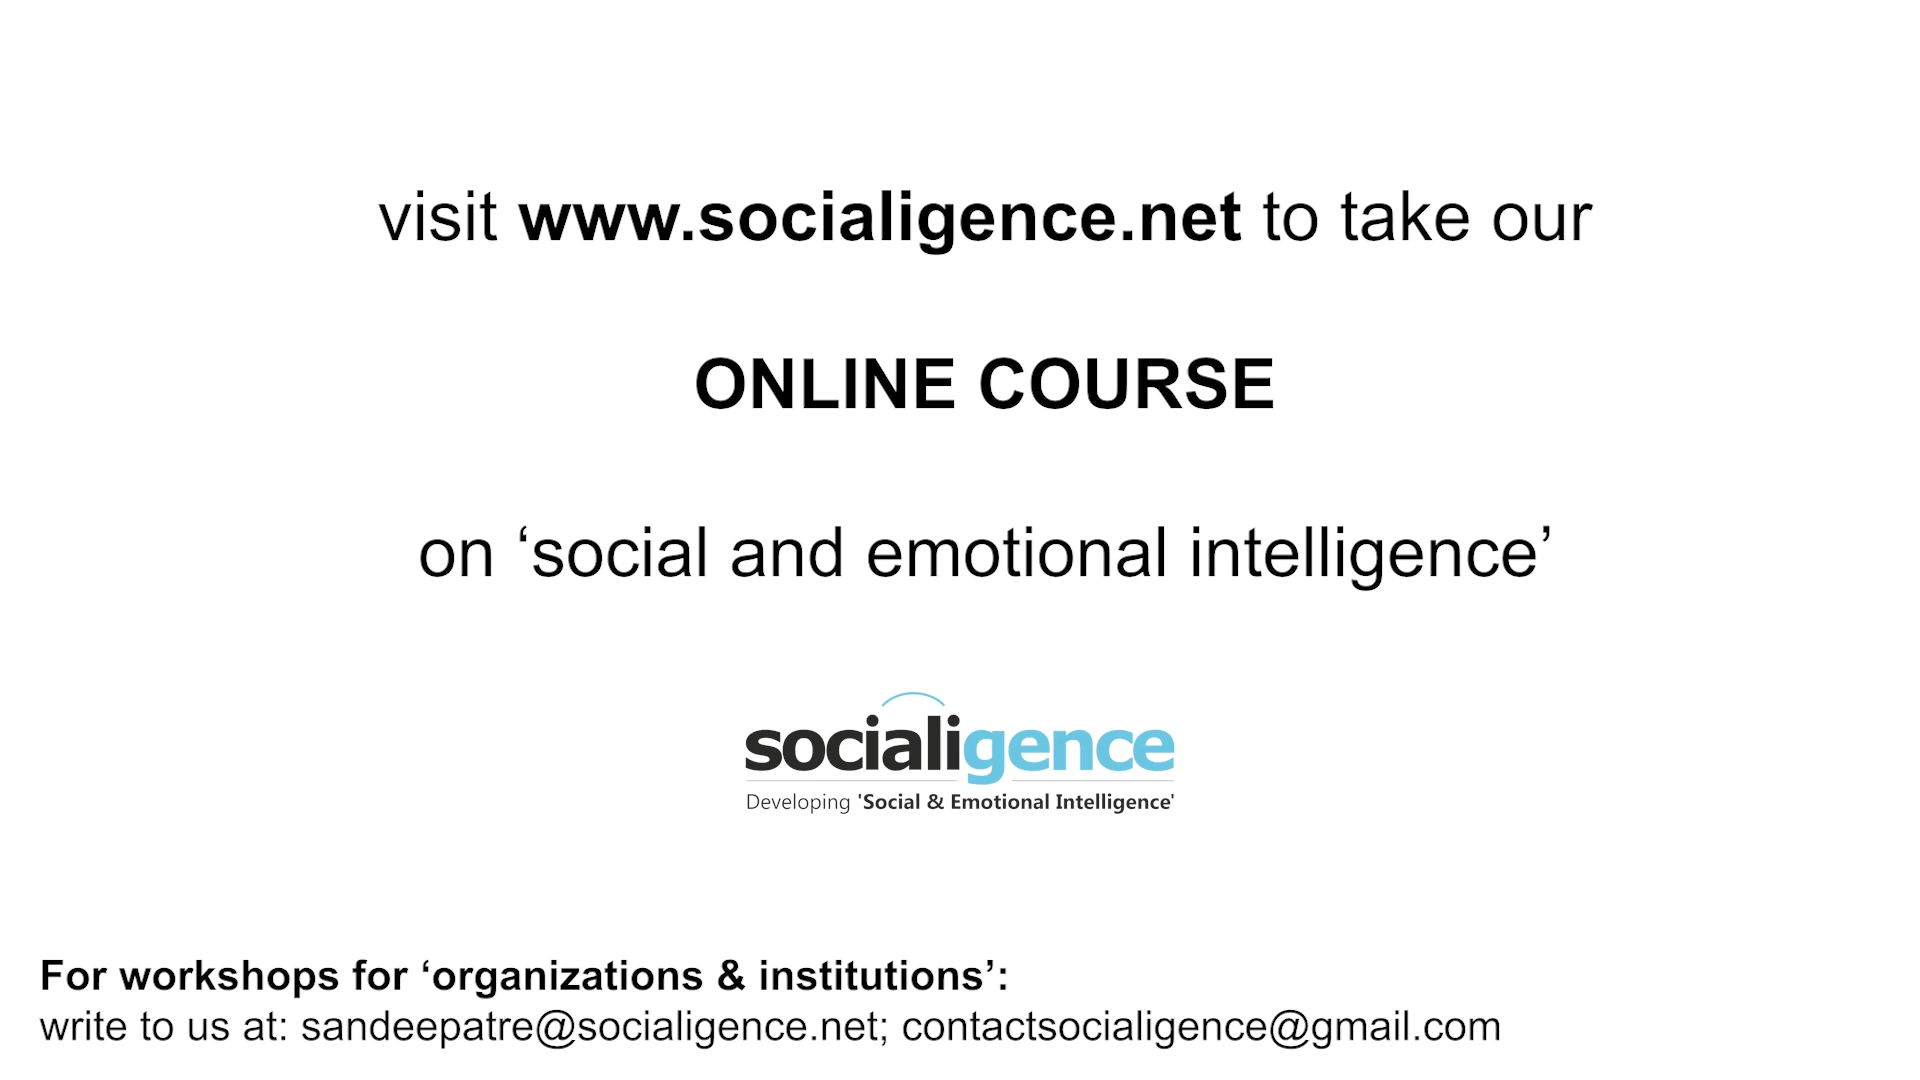 visit www.socialigence.net to take our
ONLINE COURSE
on ‘social and emotional intelligence’
socialigence
Developing 'Social & Emotional Intelligence'
For workshops for ‘organizations & institutions’:
write to us at: sandeepatre@socialigence.net; contactsocialigence@gmail.com